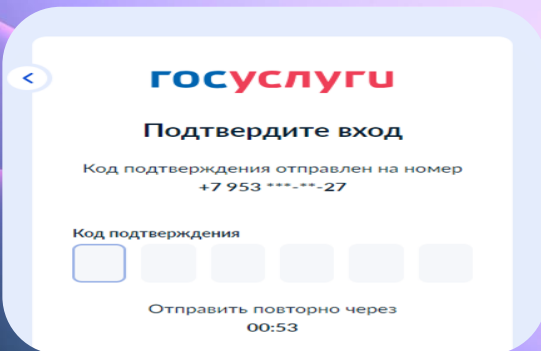 <
госуслуги
Подтвердите вход
Код подтверждения отправлен на номер
+7 953 ***-**-27
Код подтверждения
Отправить повторно через
00:53